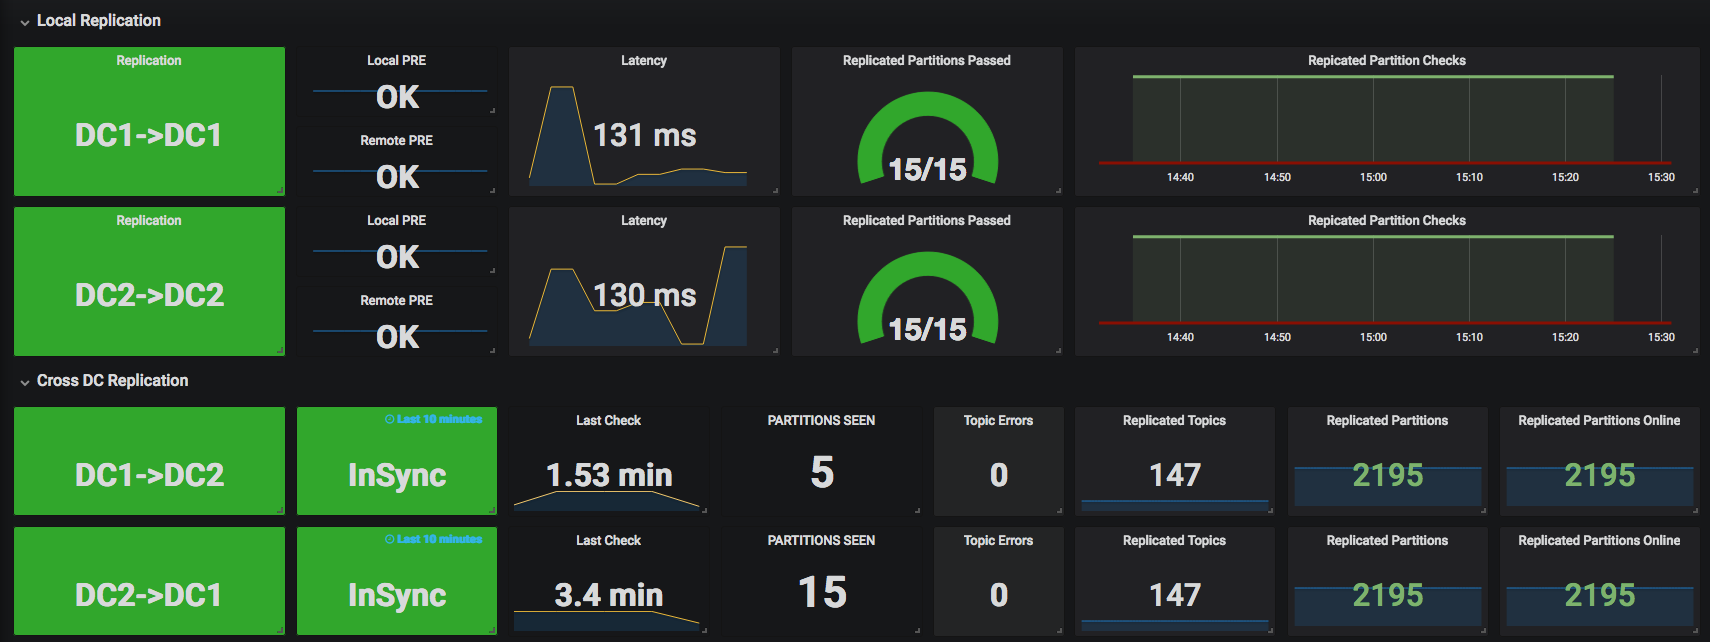 Local Replication
Replication
DC1->DC1
Local PRE
OK
Remote PRE
OK
Latency
131 ms
Replicated Partitions Passed
15/15
Repicated Partition Checks
14:40 14:50 15:00 15:10 15:20 15:30
Replication
DC2->DC2
Local PRE
OK
Remote PRE
OK
Latency
130 ms
Replicated Partitions Passed
15/15
Repicated Partition Checks
14:40 14:50 15:00 15:10 15:20 15:30
Cross DC Replication
DC1->DC2
Last 10 minutes
InSync
Last Check
1.53 min
PARTITIONS SEEN
5
Topic Errors
0
Replicated Topics
147
Replicated Partitions
2195
Replicated Partitions Online
2195
DC2->DC1
Last 10 minutes
InSync
Last Check
3.4 min
PARTITIONS SEEN
15
Topic Errors
0
Replicated Topics
147
Replicated Partitions
2195
Replicated Partitions Online
2195